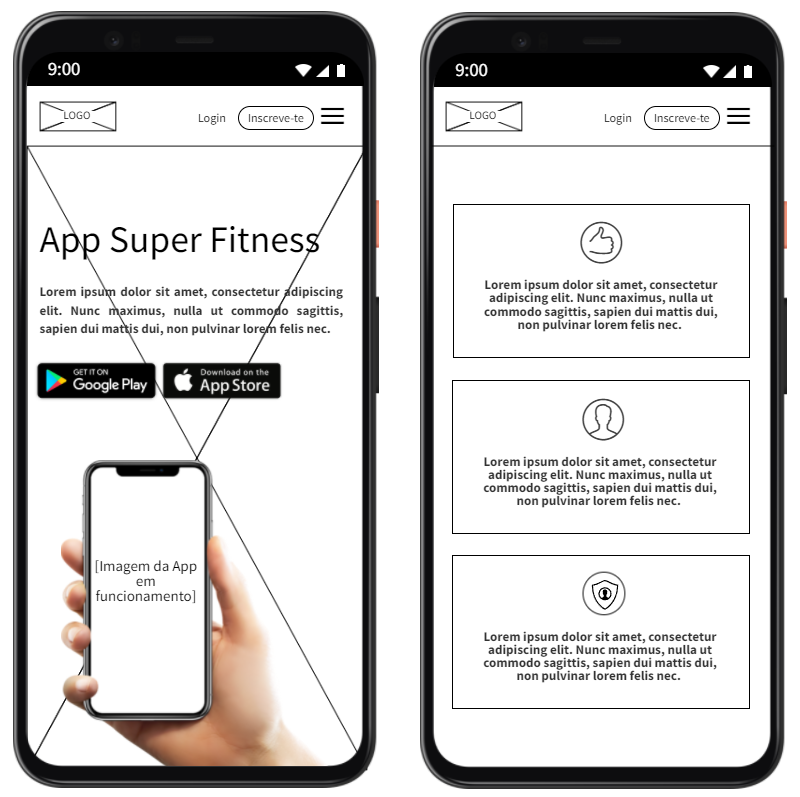 9:00
LOGO
Login
Inscreve-te
App Super Fitness
Lorem ipsum dolor sit amet, consectetur adipiscing
elit. Nunc maximus, nulla ut commodo sagittis,
sapien dui mattis dui, non pulvinar lorem felis nec.
GET IT ON
Google Play
Download on the
App Store
[Imagem da App
em
funcionamento]
9:00
LOGO
Login
Inscreve-te
Lorem ipsum dolor sit amet, consectetur
adipiscing elit. Nunc maximus, nulla ut
commodo sagittis, sapien dui mattis dui,
non pulvinar lorem felis nec.
Lorem ipsum dolor sit amet, consectetur
adipiscing elit. Nunc maximus, nulla ut
commodo sagittis, sapien dui mattis dui,
non pulvinar lorem felis nec.
Lorem ipsum dolor sit amet, consectetur
adipiscing elit. Nunc maximus, nulla ut
commodo sagittis, sapien dui mattis dui,
non pulvinar lorem felis nec.